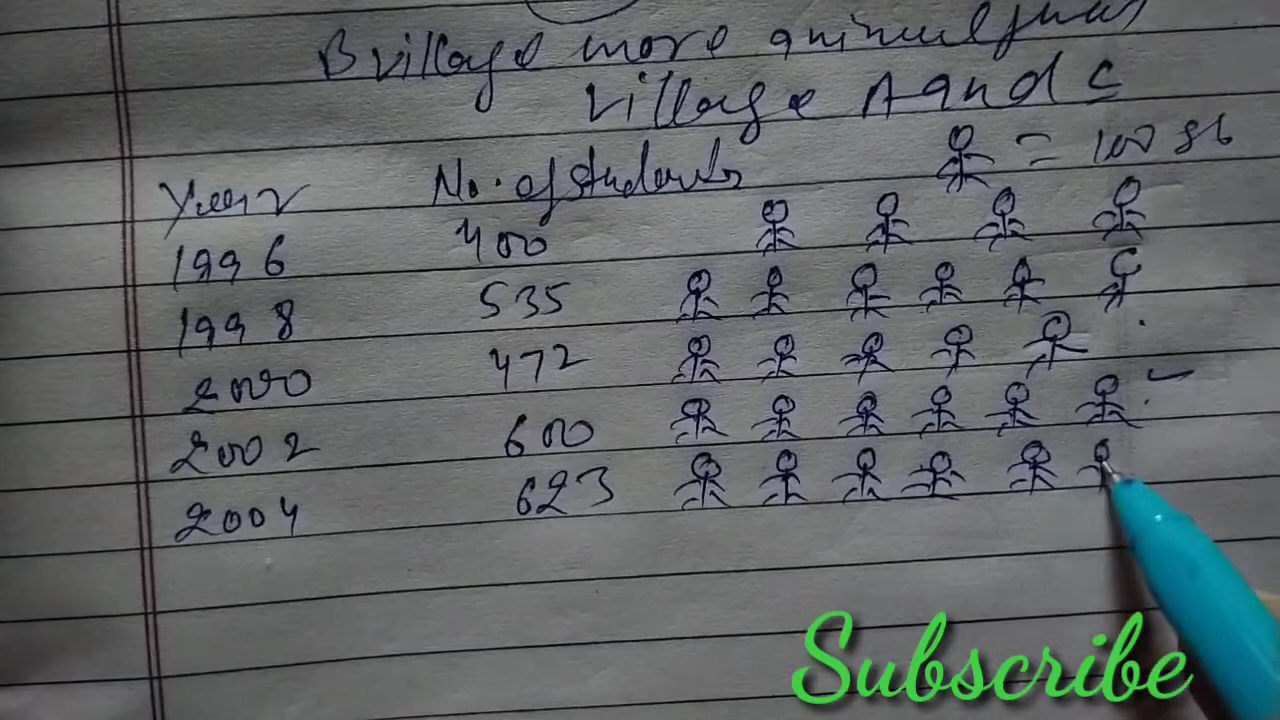 B village more animal than
village A and C
Year No. of students = 100 st
1996 400
1998 535
2000 472
2002 600
2004 623
Subscribe